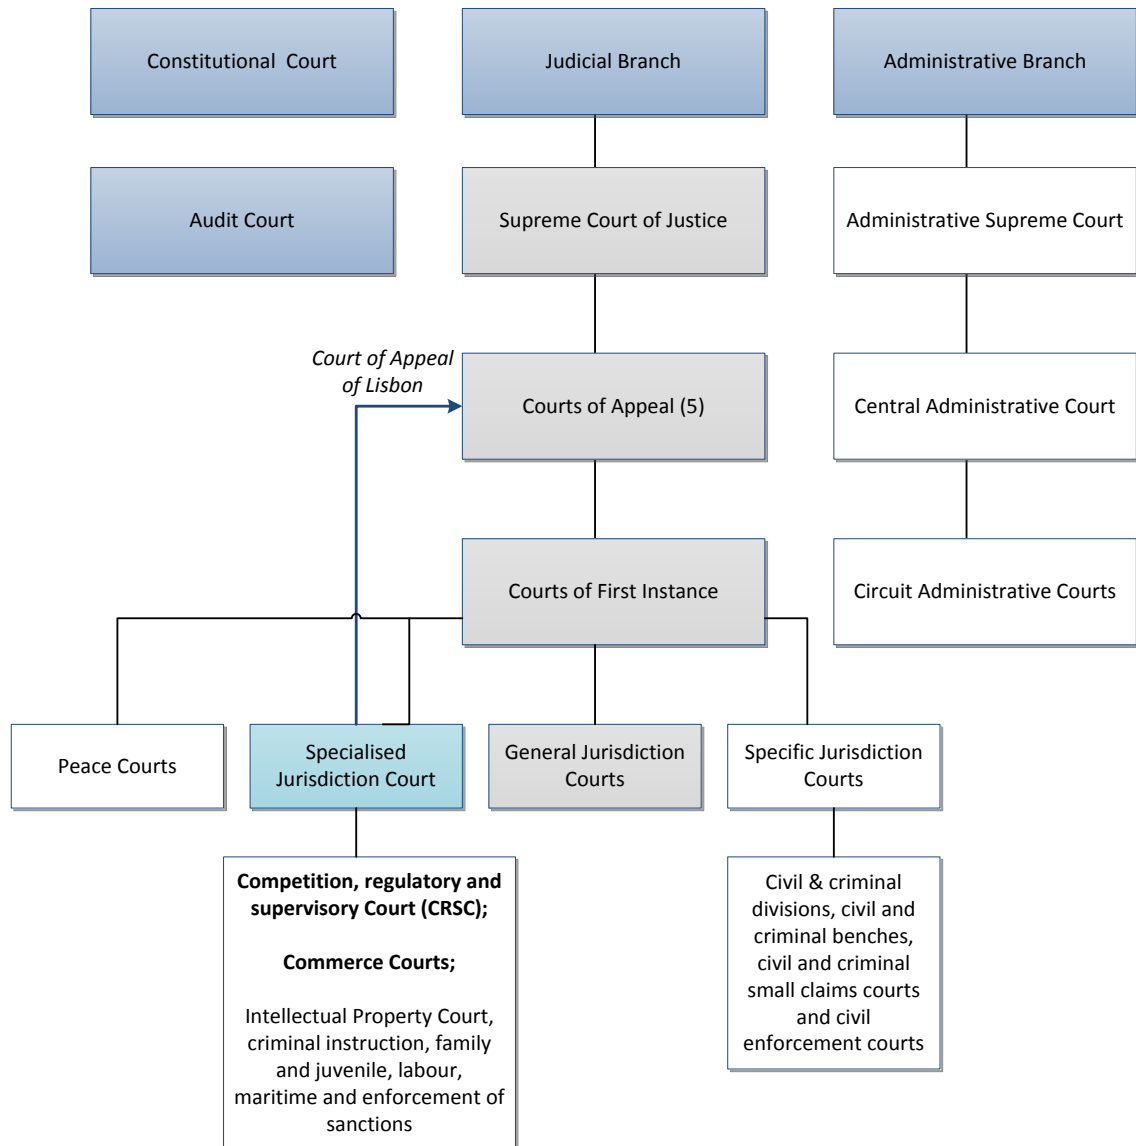 Constitutional Court
Judicial Branch
Administrative Branch
Audit Court
Supreme Court of Justice
Administrative Supreme Court
Court of Appeal
of Lisbon
Courts of Appeal (5)
Central Administrative Court
Courts of First Instance
Circuit Administrative Courts
Peace Courts
Specialised
Jurisdiction Court
General Jurisdiction
Courts
Specific Jurisdiction
Courts
Competition, regulatory and
supervisory Court (CRSC);
Commerce Courts;
Intellectual Property Court,
criminal instruction, family
and juvenile, labour,
maritime and enforcement of
sanctions
Civil & criminal
divisions, civil and
criminal benches,
civil and criminal
small claims courts
and civil
enforcement courts